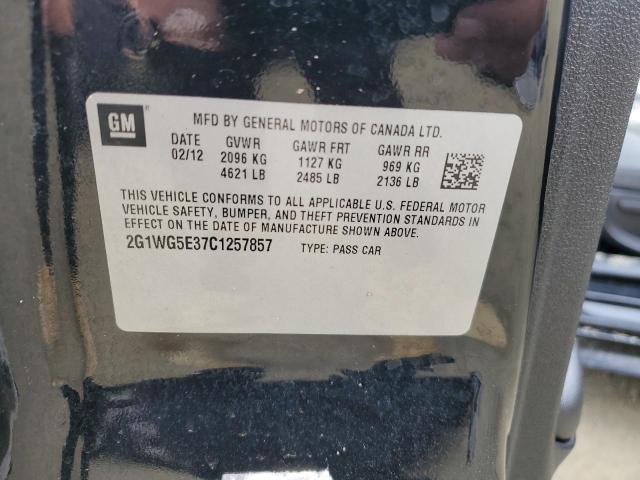 GM
MFD BY GENERAL MOTORS OF CANADA LTD.
DATE GVWR GAWR FRT GAWR RR
02/12 2096 KG 1127 KG 969 KG
4621 LB 2485 LB 2136 LB
THIS VEHICLE CONFORMS TO ALL APPLICABLE U.S. FEDERAL MOTOR
VEHICLE SAFETY, BUMPER, AND THEFT PREVENTION STANDARDS IN
EFFECT ON THE DATE OF MANUFACTURE SHOWN ABOVE.
2G1WG5E37C1257857 TYPE: PASS CAR